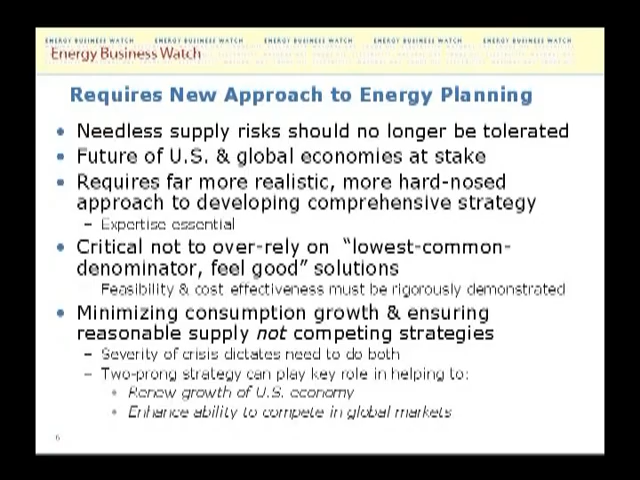 ENERGY BUSINESS WATCH ENERGY BUSINESS WATCH ENERGY BUSINESS WATCH ENERGY BUSINESS WATCH ENERGY BUSINESS WATCH
Energy Business Watch
Requires New Approach to Energy Planning
• Needless supply risks should no longer be tolerated
• Future of U.S. & global economies at stake
• Requires far more realistic, more hard-nosed
approach to developing comprehensive strategy
– Expertise essential
• Critical not to over-rely on "lowest-common-
denominator, feel good" solutions
Feasibility & cost effectiveness must be rigorously demonstrated
• Minimizing consumption growth & ensuring
reasonable supply not competing strategies
– Severity of crisis dictates need to do both
– Two-prong strategy can play key role in helping to:
• Renew growth of U.S. economy
• Enhance ability to compete in global markets
6